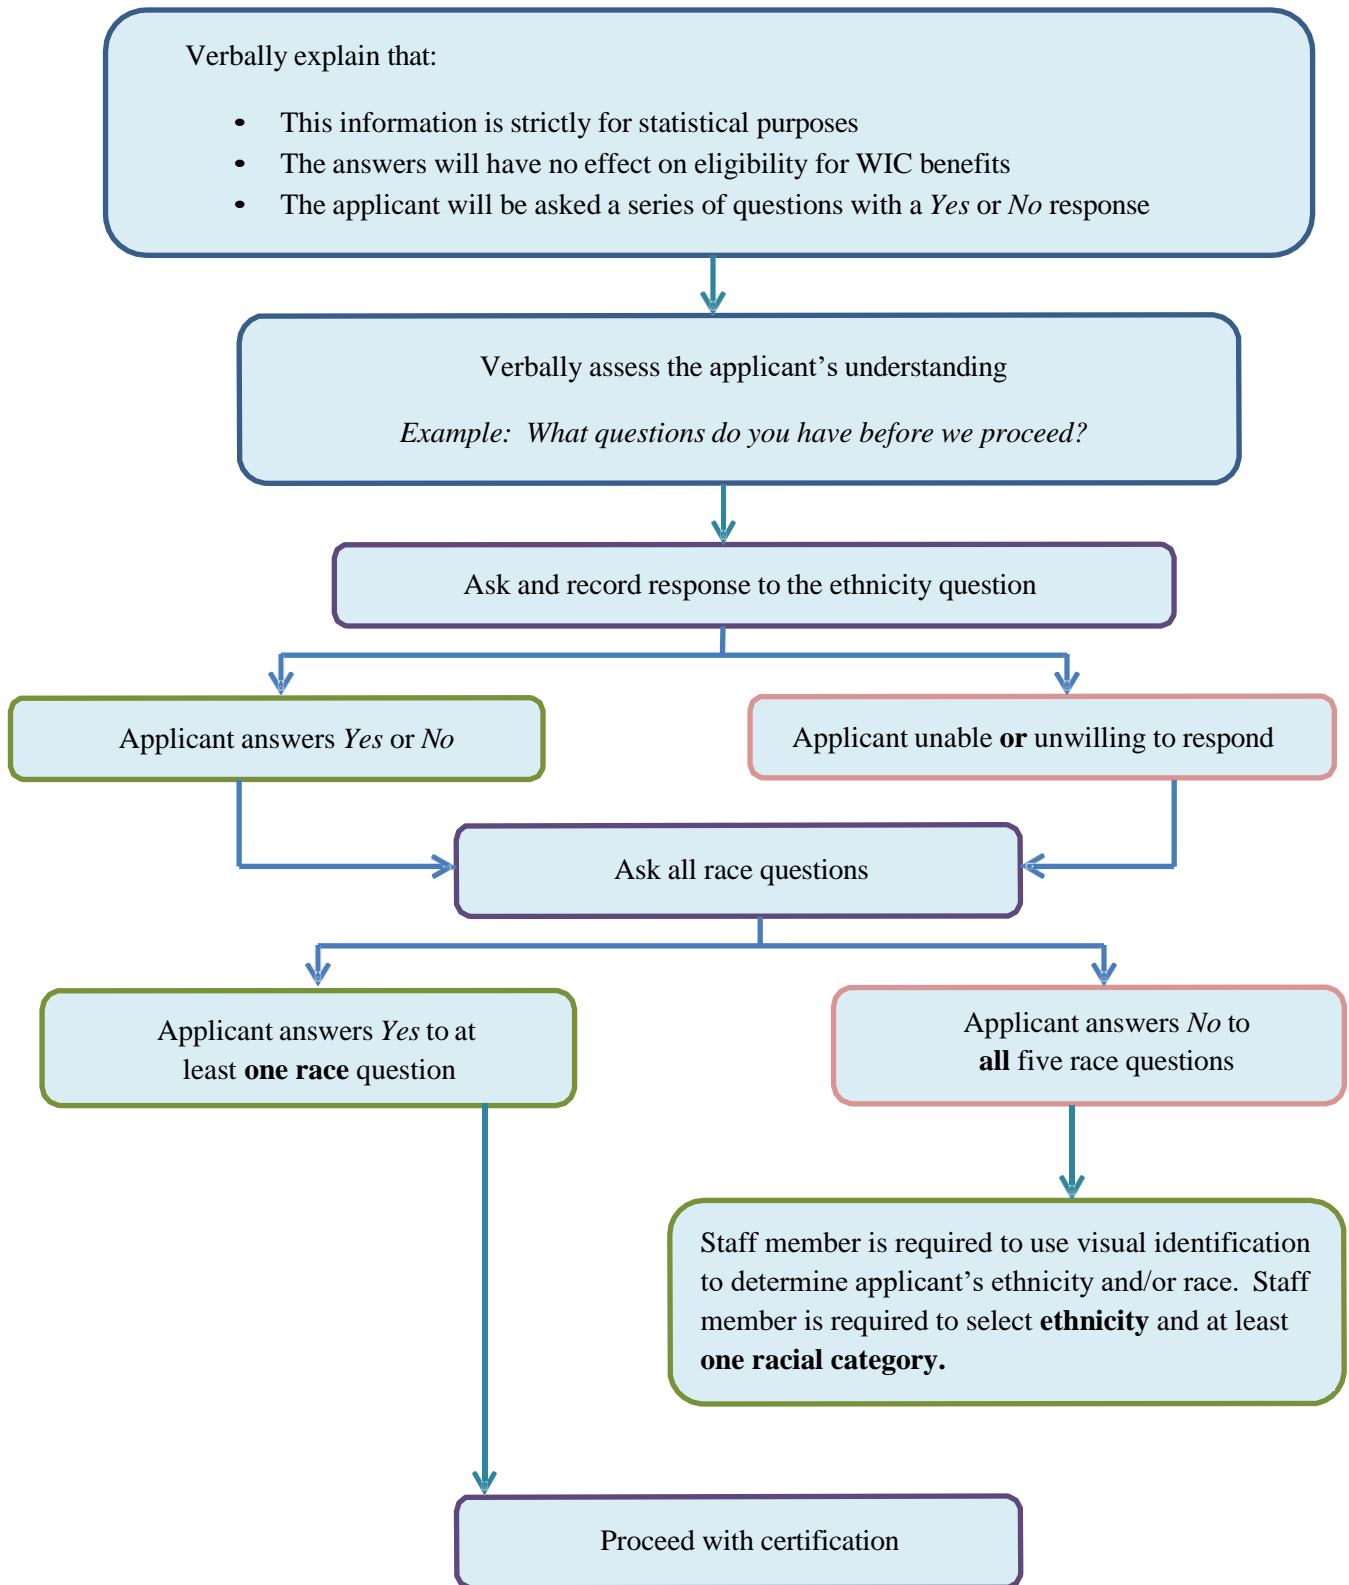 Verbally explain that:
• This information is strictly for statistical purposes
• The answers will have no effect on eligibility for WIC benefits
• The applicant will be asked a series of questions with a Yes or No response
Verbally assess the applicant’s understanding
Example:  What questions do you have before we proceed?
Ask and record response to the ethnicity question
Applicant answers Yes or No
Applicant unable or unwilling to respond
Ask all race questions
Applicant answers Yes to at
least one race question
Applicant answers No to
all five race questions
Staff member is required to use visual identification
to determine applicant’s ethnicity and/or race.  Staff
member is required to select ethnicity and at least
one racial category.
Proceed with certification